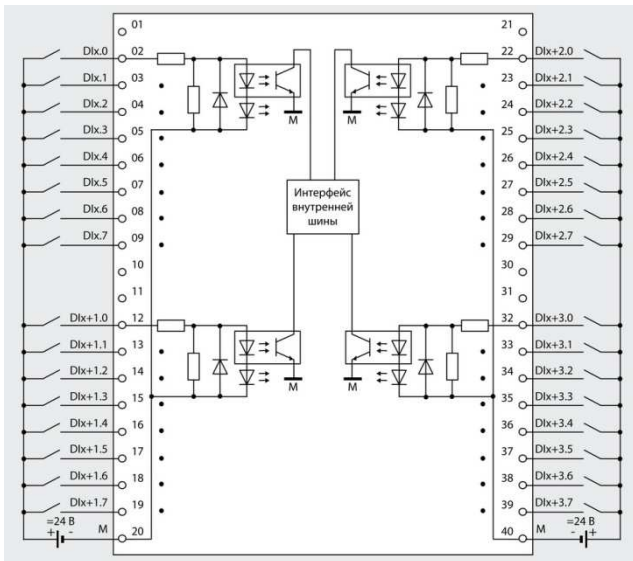 01 21
DIx.0 02 22 DIx+2.0
DIx.1 03 23 DIx+2.1
DIx.2 04 24 DIx+2.2
M M
DIx.3 05 25 DIx+2.3
DIx.4 06 26 DIx+2.4
DIx.5 07 27 DIx+2.5
Интерфейс
внутренней
шины
DIx.6 08 28 DIx+2.6
DIx.7 09 29 DIx+2.7
10 30
11 31
DIx+1.0 12 32 DIx+3.0
DIx+1.1 13 33 DIx+3.1
DIx+1.2 14 34 DIx+3.2
M M
DIx+1.3 15 35 DIx+3.3
DIx+1.4 16 36 DIx+3.4
DIx+1.5 17 37 DIx+3.5
DIx+1.6 18 38 DIx+3.6
DIx+1.7 19 39 DIx+3.7
=24 В M 20 40 M =24 В
+ - - +